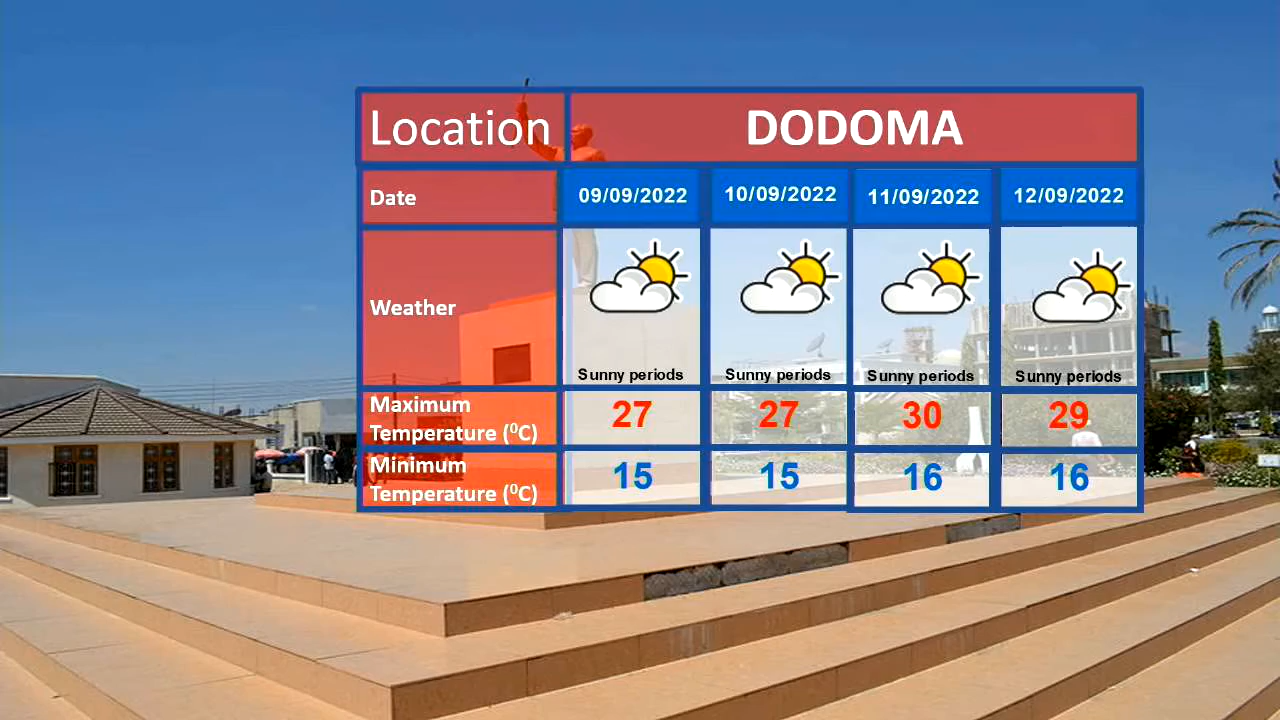 Location DODOMA
Date 09/09/2022 10/09/2022 11/09/2022 12/09/2022
Weather Sunny periods Sunny periods Sunny periods Sunny periods
Maximum
Temperature (⁰C) 27 27 30 29
Minimum
Temperature (⁰C) 15 15 16 16